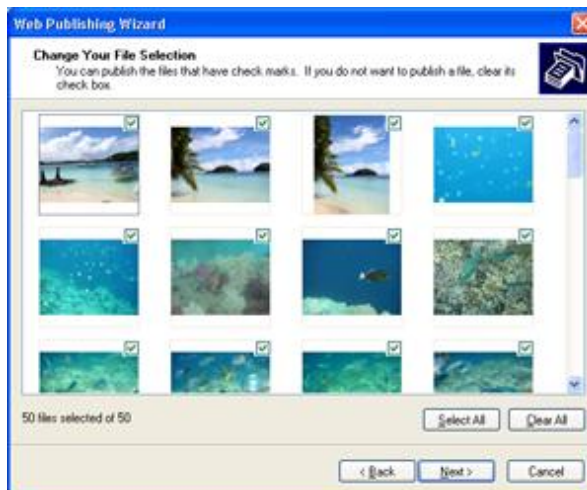 Web Publishing Wizard
Change Your File Selection
You can publish the files that have check marks. If you do not want to publish a file, clear its
check box.
50 files selected of 50
Select All
Clear All
< Back
Next >
Cancel